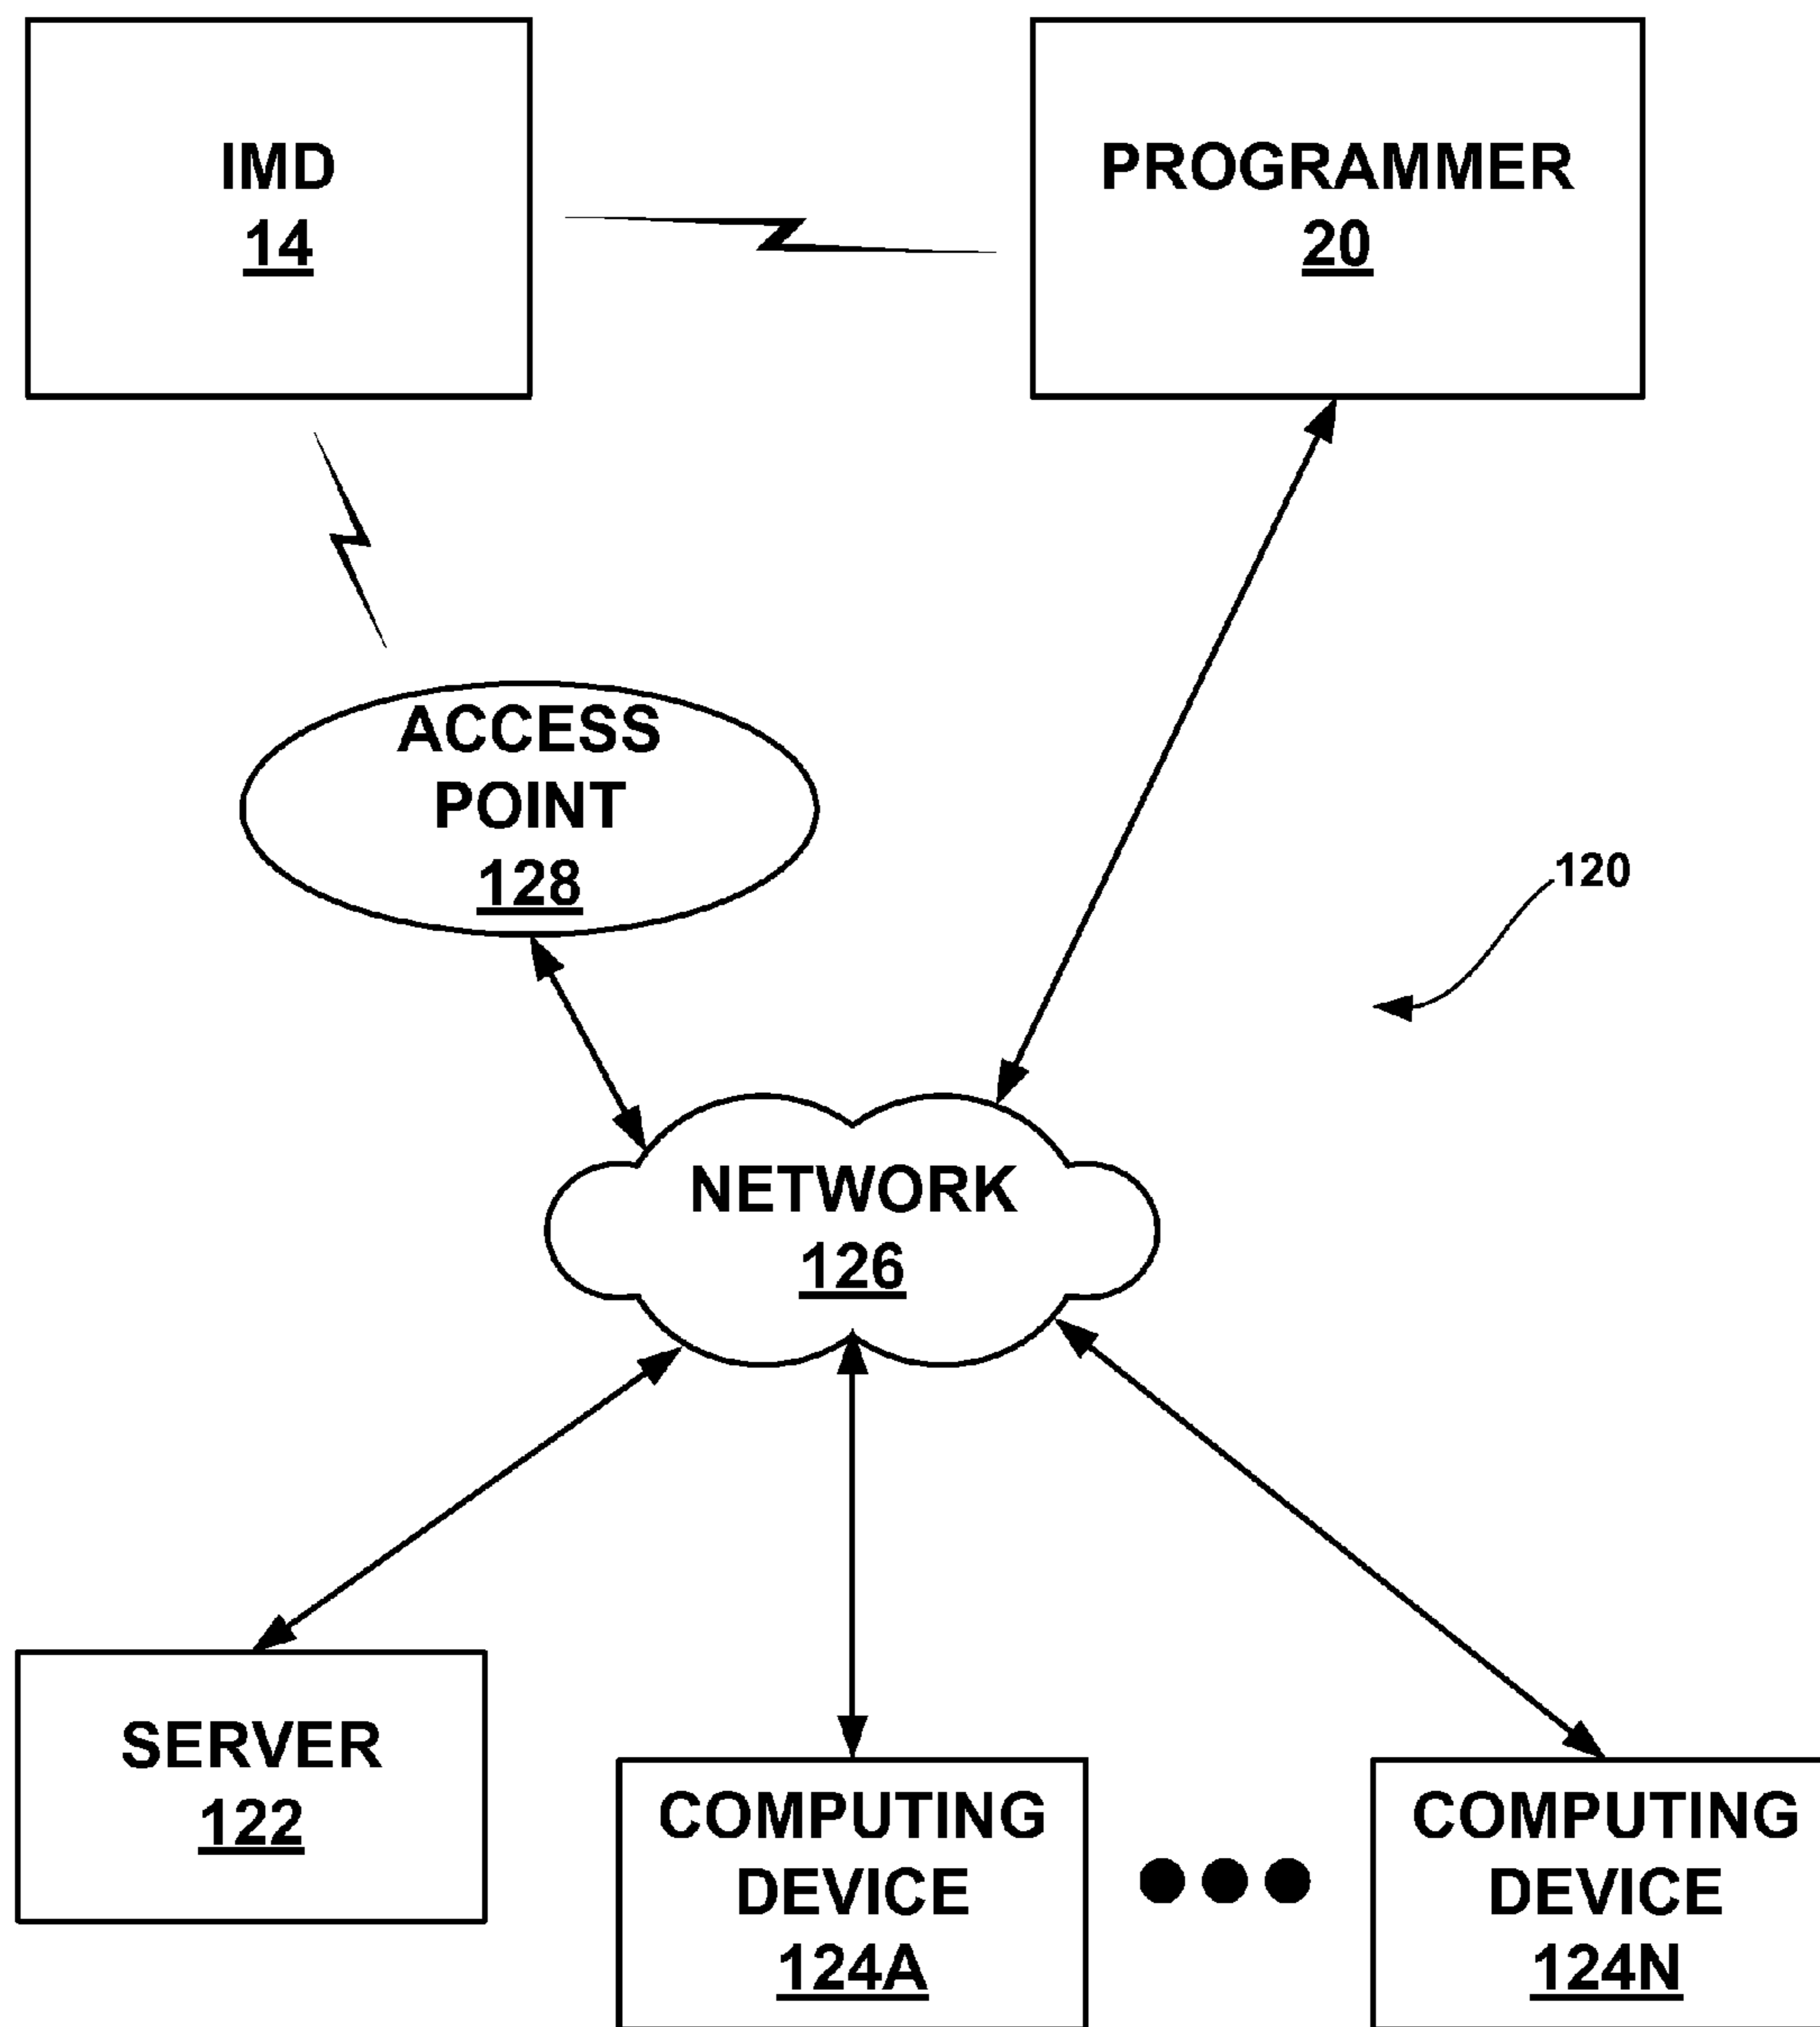 IMD
14
PROGRAMMER
20
ACCESS
POINT
128
120
NETWORK
126
SERVER
122
COMPUTING
DEVICE
124A
COMPUTING
DEVICE
124N